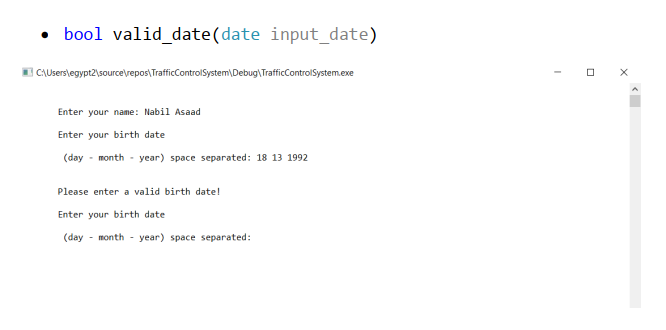 • bool valid_date(date input_date)
C:\Users\egypt2\source\repos\TrafficControlSystem\Debug\TrafficControlSystem.exe
Enter your name: Nabil Asaad
Enter your birth date
(day - month - year) space separated: 18 13 1992
Please enter a valid birth date!
Enter your birth date
(day - month - year) space separated: